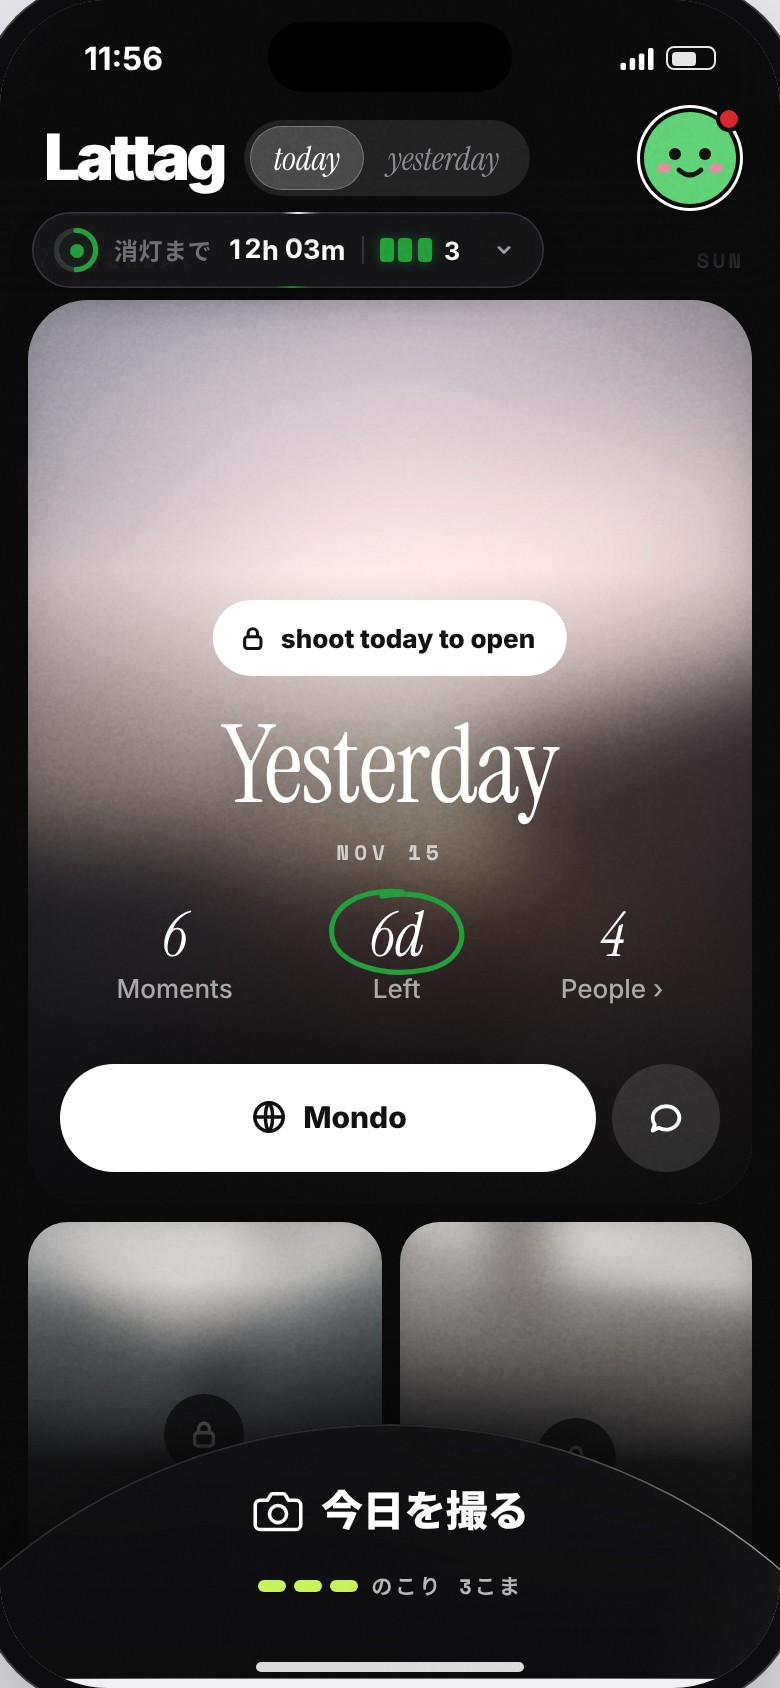 11:56
Lattag today yesterday
消灯まで 12h 03m 3
SUN
shoot today to open
Yesterday
NOV 15
6 6d 4
Moments Left People ›
Mondo
今日を撮る
のこり 3こま